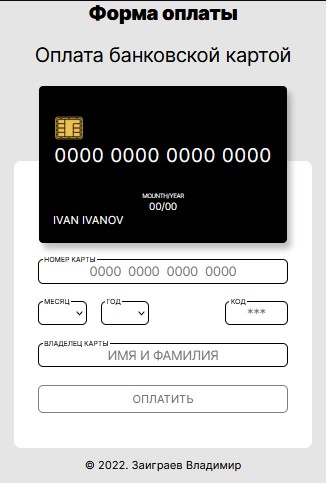 Форма оплаты
Оплата банковской картой
0000 0000 0000 0000
MOUNTH/YEAR
00/00
IVAN IVANOV
НОМЕР КАРТЫ
0000 0000 0000 0000
МЕСЯЦ ГОД КОД
***
ВЛАДЕЛЕЦ КАРТЫ
ИМЯ И ФАМИЛИЯ
ОПЛАТИТЬ
© 2022. Заиграев Владимир